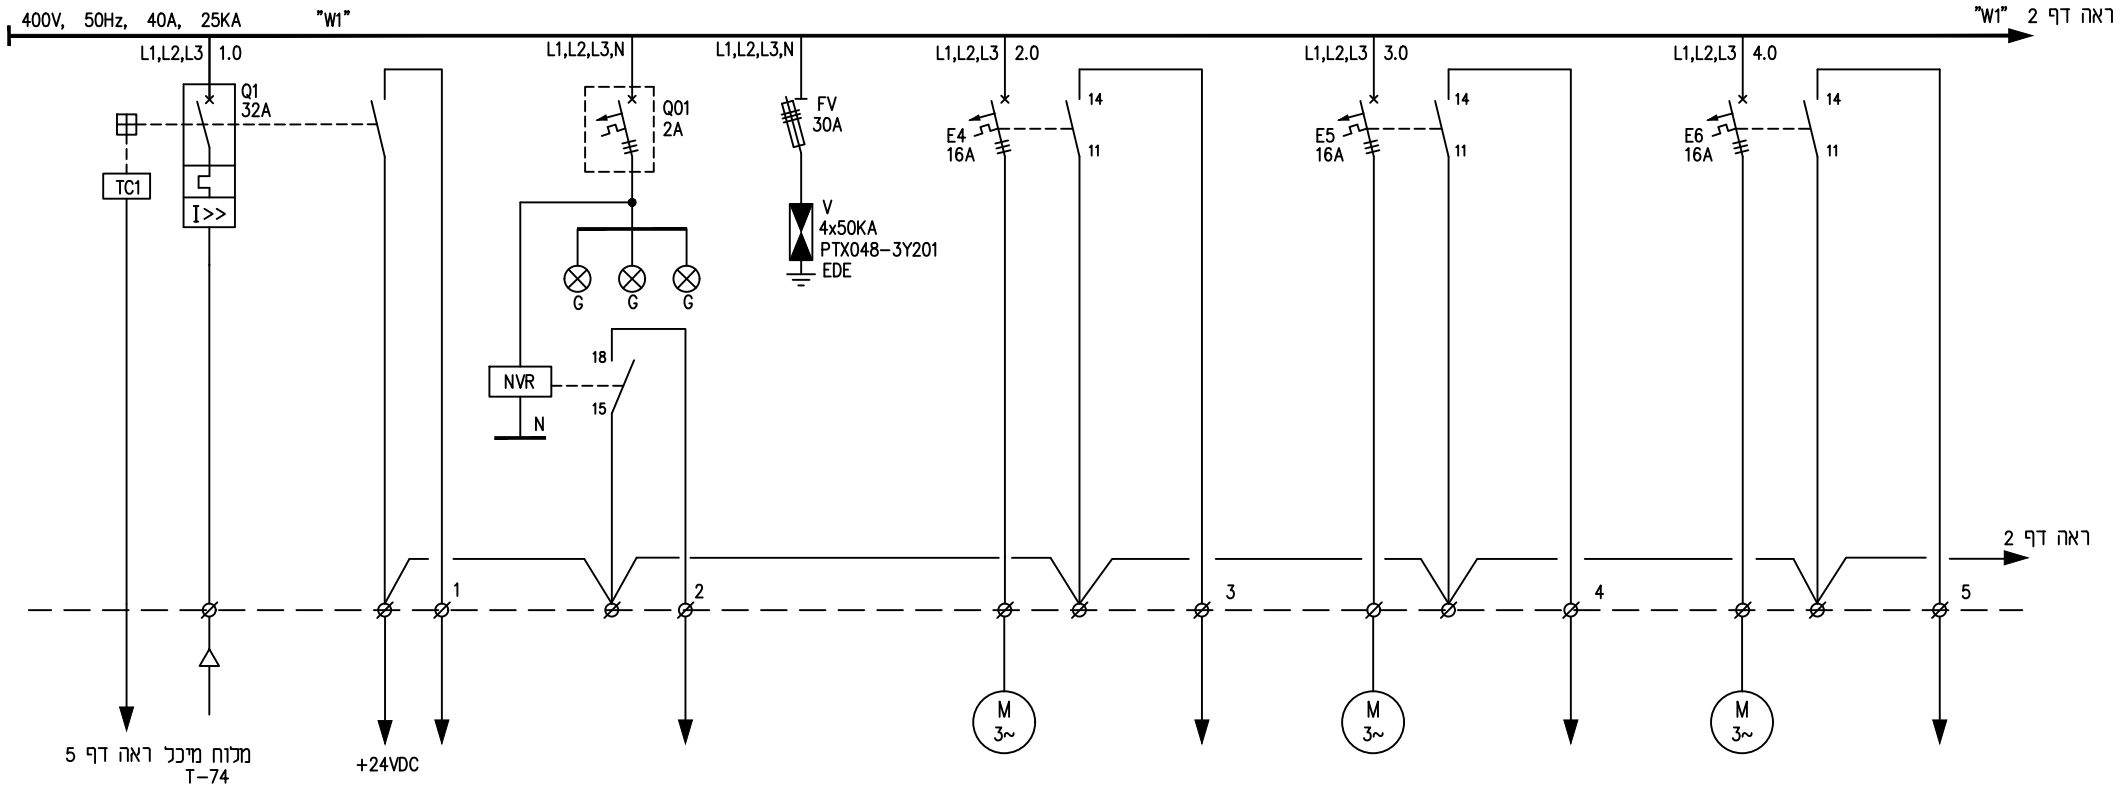 400V, 50Hz, 40A, 25KA "W1" "W1" ראה דף 2
L1,L2,L3 1.0 L1,L2,L3,N L1,L2,L3,N L1,L2,L3 2.0 L1,L2,L3 3.0 L1,L2,L3 4.0
Q1
32A
TC1
I>>
Q01
2A
G G G
NVR
N
18
15
FV
30A
V
4x50KA
PTX048-3Y201
EDE
E4
16A
14
11
E5
16A
14
11
E6
16A
14
11
ראה דף 2
1 2 3 4 5
M
3~
M
3~
M
3~
ראה דף 5
מלוח מיכל
T-74
+24VDC